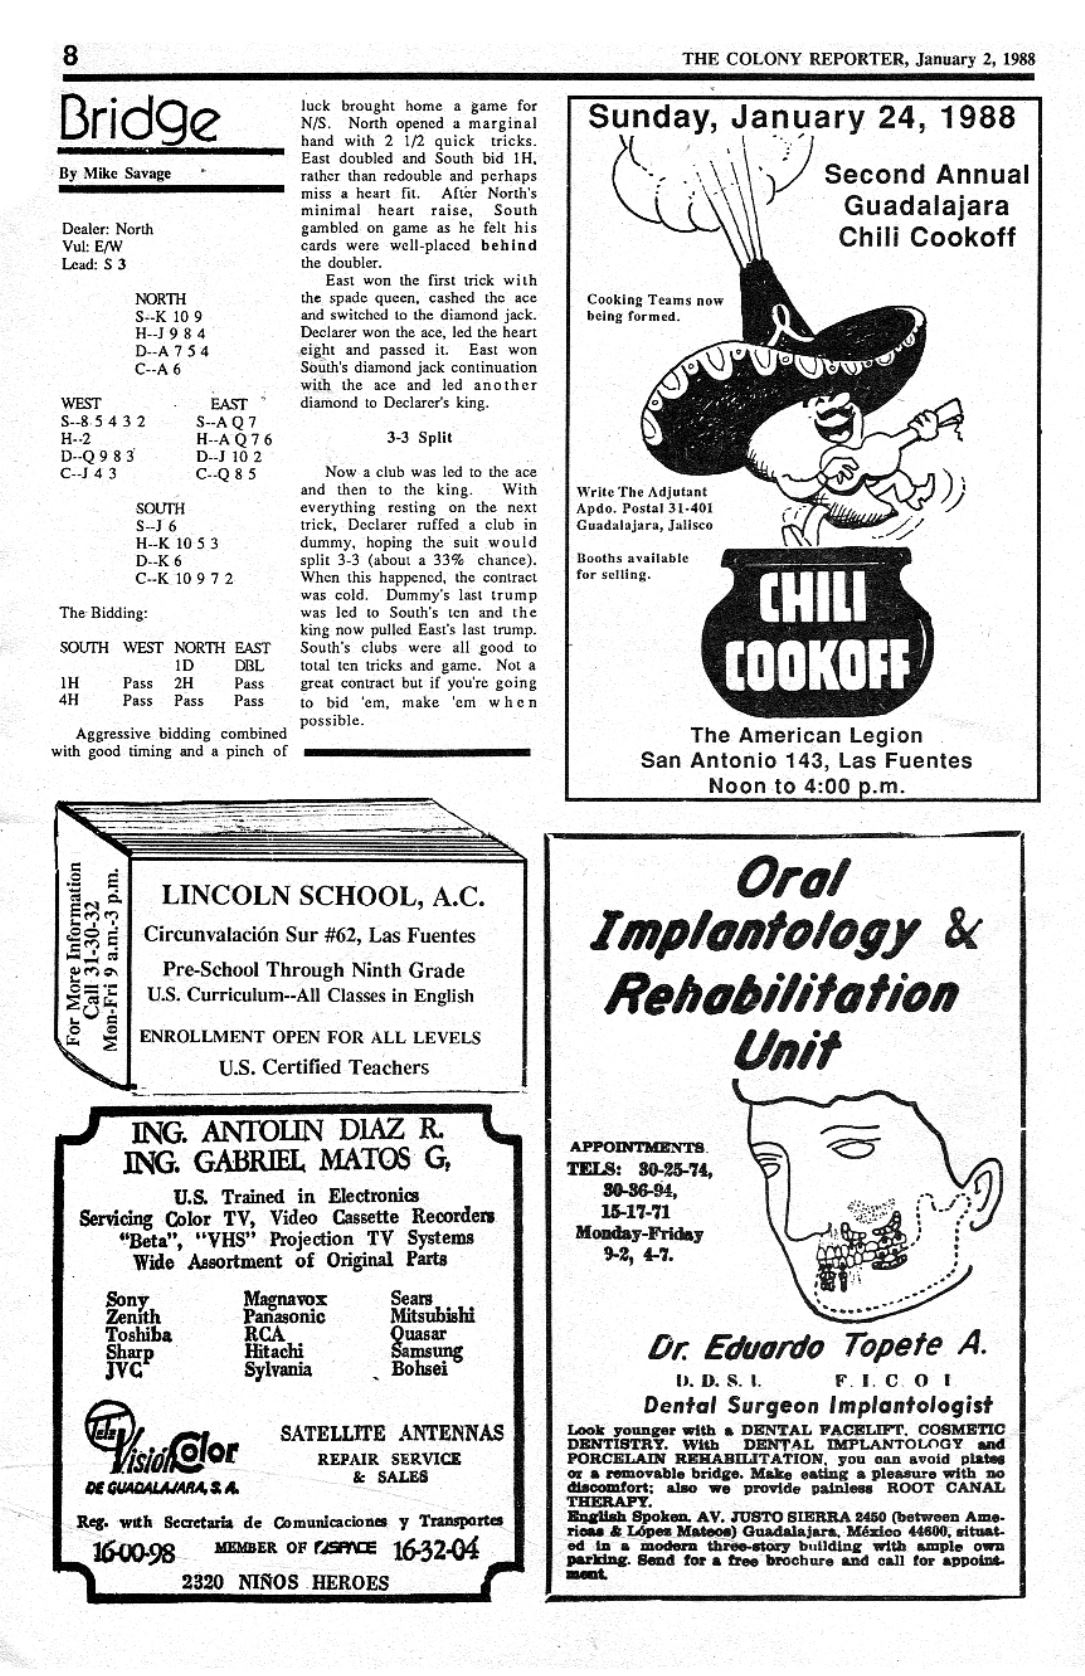 8
THE COLONY REPORTER, January 2, 1988
Bridge
By Mike Savage
Dealer: North
Vul: E/W
Lead: S 3
NORTH
S--K 10 9
H--J 9 8 4
D--A 7 5 4
C--A 6
WEST EAST
S--8 5 4 3 2 S--A Q 7
H--2 H--A Q 7 6
D--Q 9 8 3 D--J 10 2
C--J 4 3 C--Q 8 5
SOUTH
S--J 6
H--K 10 5 3
D--K 6
C--K 10 9 7 2
The Bidding:
SOUTH WEST NORTH EAST
1D DBL
1H Pass 2H Pass
4H Pass Pass Pass
Aggressive bidding combined
with good timing and a pinch of
luck brought home a game for
N/S. North opened a marginal
hand with 2 1/2 quick tricks.
East doubled and South bid 1H,
rather than redouble and perhaps
miss a heart fit. After North's
minimal heart raise, South
gambled on game as he felt his
cards were well-placed behind
the doubler.
East won the first trick with
the spade queen, cashed the ace
and switched to the diamond jack.
Declarer won the ace, led the heart
eight and passed it. East won
South's diamond jack continuation
with the ace and led another
diamond to Declarer's king.
3-3 Split
Now a club was led to the ace
and then to the king. With
everything resting on the next
trick, Declarer ruffed a club in
dummy, hoping the suit would
split 3-3 (about a 33% chance).
When this happened, the contract
was cold. Dummy's last trump
was led to South's ten and the
king now pulled East's last trump.
South's clubs were all good to
total ten tricks and game. Not a
great contract but if you're going
to bid 'em, make 'em when
possible.
Sunday, January 24, 1988
Second Annual
Guadalajara
Chili Cookoff
Cooking Teams now
being formed.
Write The Adjutant
Apdo. Postal 31-401
Guadalajara, Jalisco
Booths available
for selling.
CHILI
COOKOFF
The American Legion
San Antonio 143, Las Fuentes
Noon to 4:00 p.m.
For More Information
Call 31-30-32
Mon-Fri 9 a.m.-3 p.m.
LINCOLN SCHOOL, A.C.
Circunvalación Sur #62, Las Fuentes
Pre-School Through Ninth Grade
U.S. Curriculum--All Classes in English
ENROLLMENT OPEN FOR ALL LEVELS
U.S. Certified Teachers
ING. ANTOLIN DIAZ R.
ING. GABRIEL MATOS G,
U.S. Trained in Electronics
Servicing Color TV, Video Cassette Recorders
"Beta", "VHS" Projection TV Systems
Wide Assortment of Original Parts
Sony Magnavox Sears
Zenith Panasonic Mitsubishi
Toshiba RCA Quasar
Sharp Hitachi Samsung
JVC Sylvania Bohsei
Tele
Visión Color
DE GUADALAJARA, S. A.
SATELLITE ANTENNAS
REPAIR SERVICE
& SALES
Reg. with Secretaria de Comunicaciones y Transportes
16-00-98 MEMBER OF 16-32-04
2320 NIÑOS HEROES
Oral
Implantology &
Rehabilitation
Unit
APPOINTMENTS
TELS: 30-25-74,
30-36-94,
15-17-71
Monday-Friday
9-2, 4-7.
Dr. Eduardo Topete A.
D. D. S. I. F. I. C. O I
Dental Surgeon Implantologist
Look younger with a DENTAL FACELIFT, COSMETIC
DENTISTRY. With DENTAL IMPLANTOLOGY and
PORCELAIN REHABILITATION, you can avoid plates
or a removable bridge. Make eating a pleasure with no
discomfort; also we provide painless ROOT CANAL
THERAPY.
English Spoken. AV. JUSTO SIERRA 2450 (between Ame-
ricas & López Mateos) Guadalajara, México 44600, situat-
ed in a modern three-story building with ample own
parking. Send for a free brochure and call for appoint-
ment.